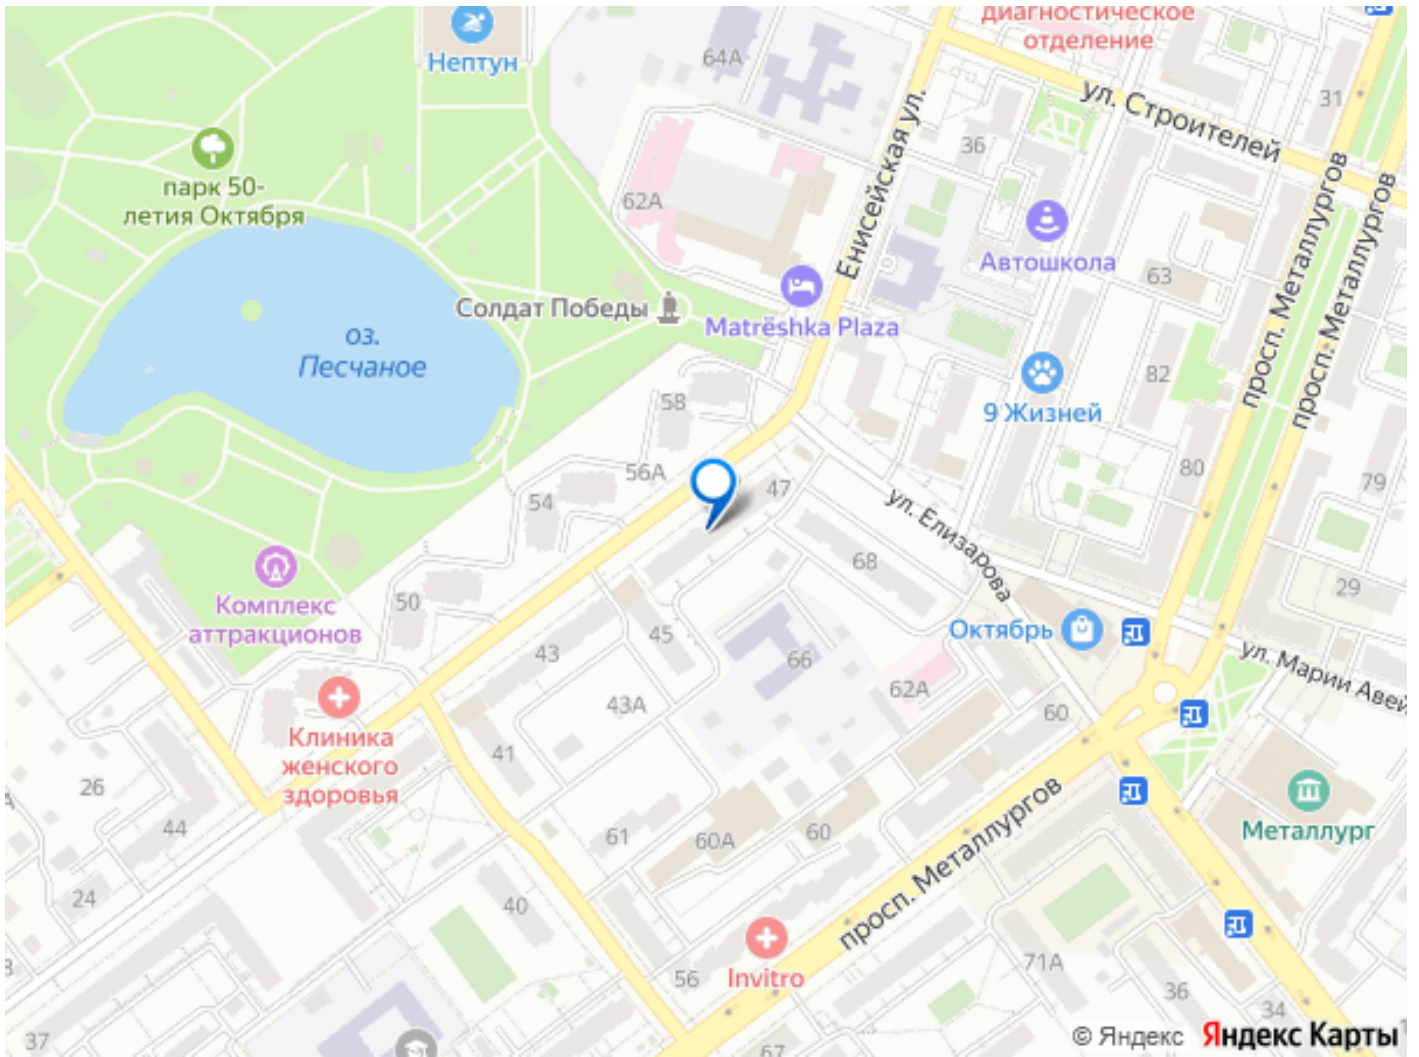 диагностическое
отделение
Нептун
64А
31
ул. Строителей
36
Енисейская ул.
парк 50-
летия Октября
62А
Автошкола
63
просп. Металлургов
просп. Металлургов
Солдат Победы
Matrëshka Plaza
оз.
Песчаное
82
58
9 Жизней
56А
47
80
79
54
ул. Елизарова
68
29
Комплекс
аттракционов
50
45
Октябрь
43
66
ул. Марии Авей
62А
43А
60
41
Клиника
женского
здоровья
26
44
61
60А
60
просп. Металлургов
Металлург
24
40
56
Invitro
71А
36
34
37
67
© Яндекс Яндекс Карты